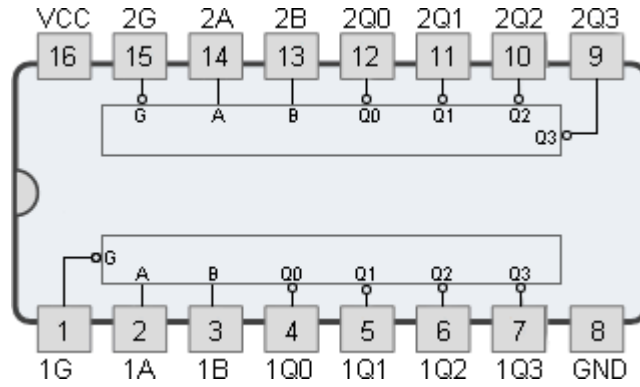 VCC 2G 2A 2B 2Q0 2Q1 2Q2 2Q3
16 15 14 13 12 11 10 9
G A B Q0 Q1 Q2
Q3
G
A B Q0 Q1 Q2 Q3
1 2 3 4 5 6 7 8
1G 1A 1B 1Q0 1Q1 1Q2 1Q3 GND